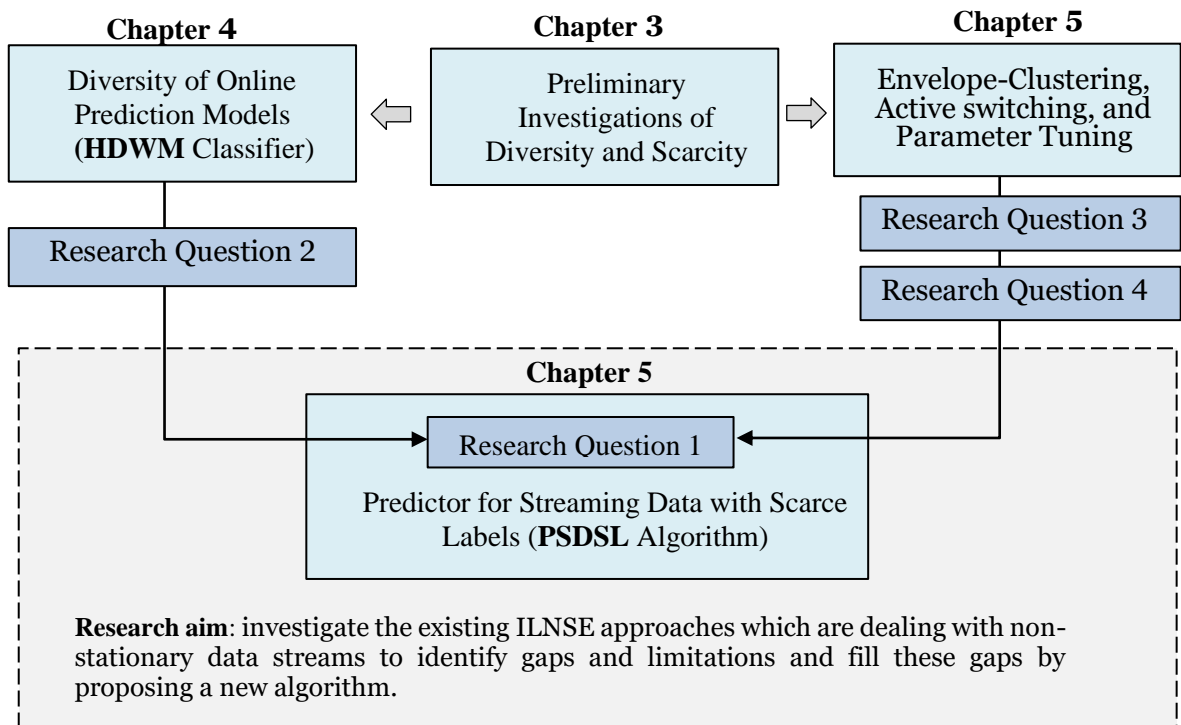 Chapter 4
Diversity of Online
Prediction Models
(HDWM Classifier)
Research Question 2
Chapter 3
Preliminary
Investigations of
Diversity and Scarcity
Chapter 5
Envelope-Clustering,
Active switching, and
Parameter Tuning
Research Question 3
Research Question 4
Chapter 5
Research Question 1
Predictor for Streaming Data with Scarce
Labels (PSDSL Algorithm)
Research aim: investigate the existing ILNSE approaches which are dealing with non-
stationary data streams to identify gaps and limitations and fill these gaps by
proposing a new algorithm.